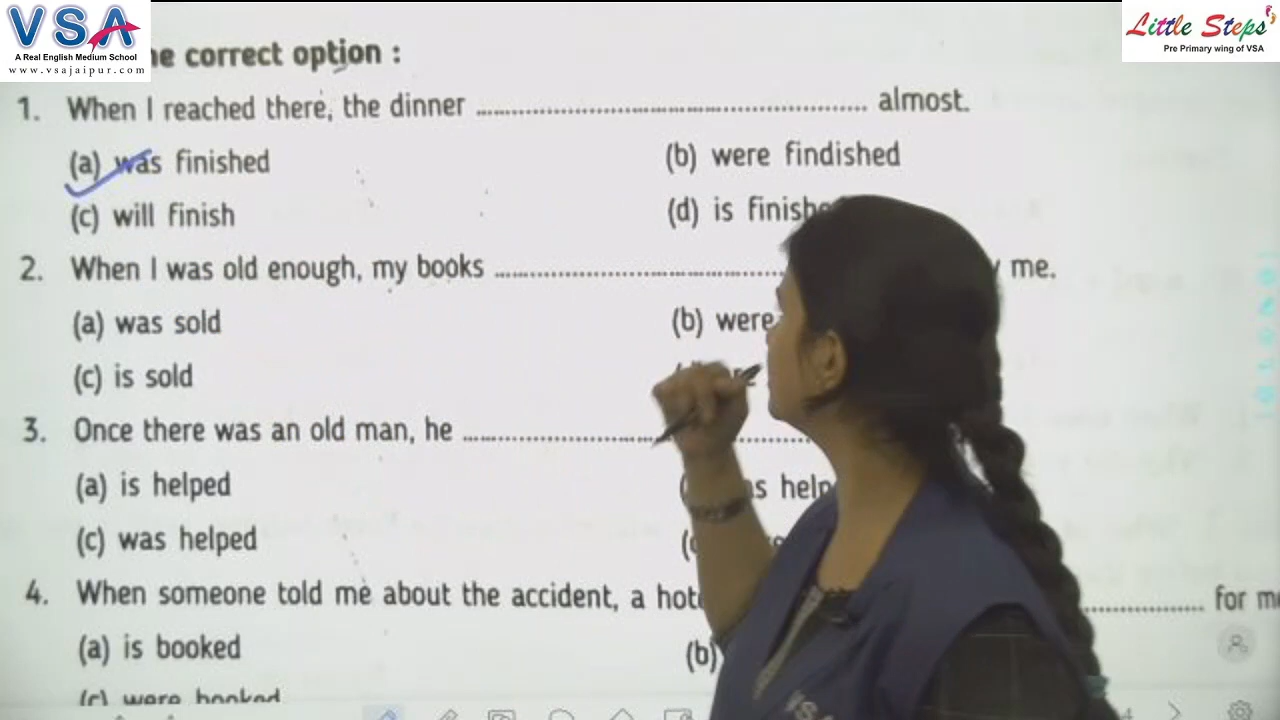 VSA
A Real English Medium School
www.vsajaipur.com
Little Steps
Pre Primary wing of VSA
correct option :
1. When I reached there, the dinner .......... almost.
(a) was finished (b) were findished
(c) will finish (d) is
2. When I was old enough, my books .......... me.
(a) was sold (b) were
(c) is sold
3. Once there was an old man, he ..........
(a) is helped
(c) was helped
4. When someone told me about the accident, a .......... for
(a) is booked (b)
(c) were booked
VSA